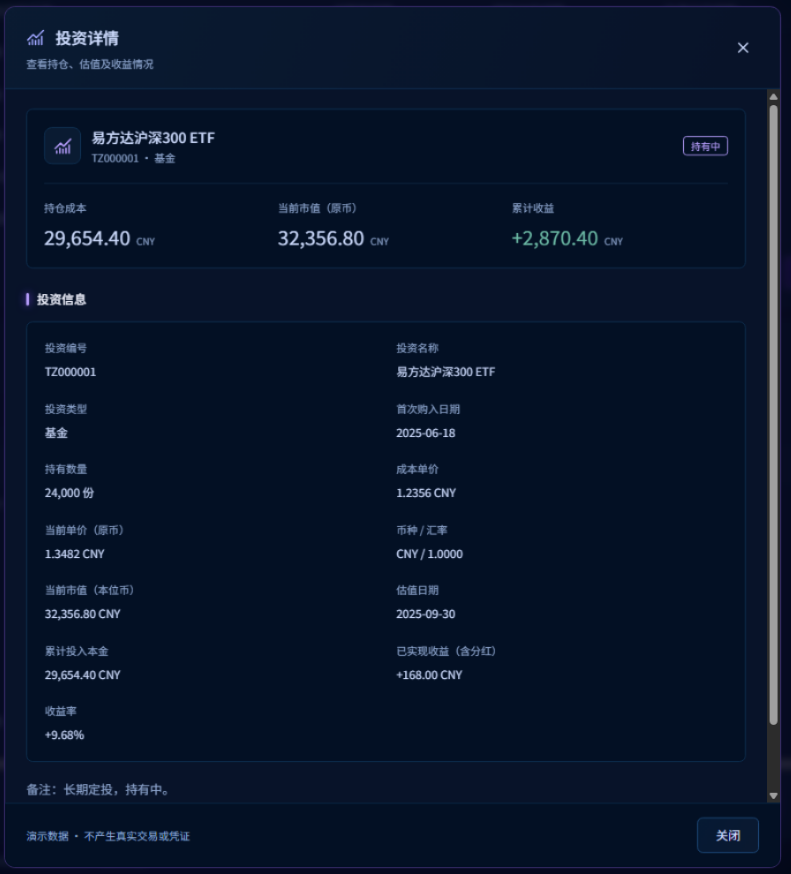 投资详情
查看持仓、估值及收益情况
易方达沪深300 ETF
TZ000001 · 基金
持有中
持仓成本 当前市值（原币） 累计收益
29,654.40 CNY 32,356.80 CNY +2,870.40 CNY
投资信息
投资编号 投资名称
TZ000001 易方达沪深300 ETF
投资类型 首次购入日期
基金 2025-06-18
持有数量 成本单价
24,000 份 1.2356 CNY
当前单价（原币） 币种 / 汇率
1.3482 CNY CNY / 1.0000
当前市值（本位币） 估值日期
32,356.80 CNY 2025-09-30
累计投入本金 已实现收益（含分红）
29,654.40 CNY +168.00 CNY
收益率
+9.68%
备注：长期定投，持有中。
演示数据 · 不产生真实交易或凭证
关闭